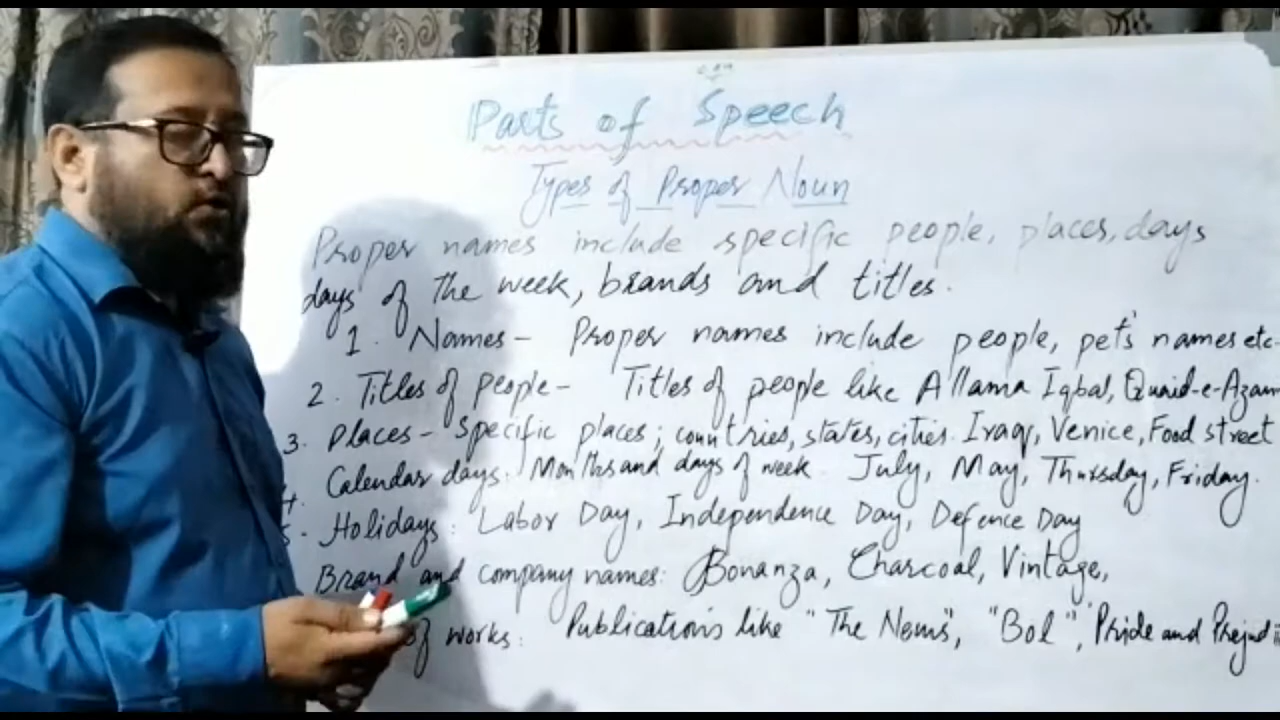 Parts of Speech
Types of Proper Noun
Proper names include specific people, places, days
days of the week, brands and titles.
1. Names - Proper names include people, pet's names etc.
2. Titles of people - Titles of people like Allama Iqbal, Quaid-e-Azam
3. Places - Specific places; countries, states, cities. Iraq, Venice, Food street
4. Calendar days. Months and days of week. July, May, Thursday, Friday.
5. Holidays: Labor Day, Independence Day, Defence Day
Brand and company names: Bonanza, Charcoal, Vintage,
of works: Publications like "The News", "Bol", Pride and